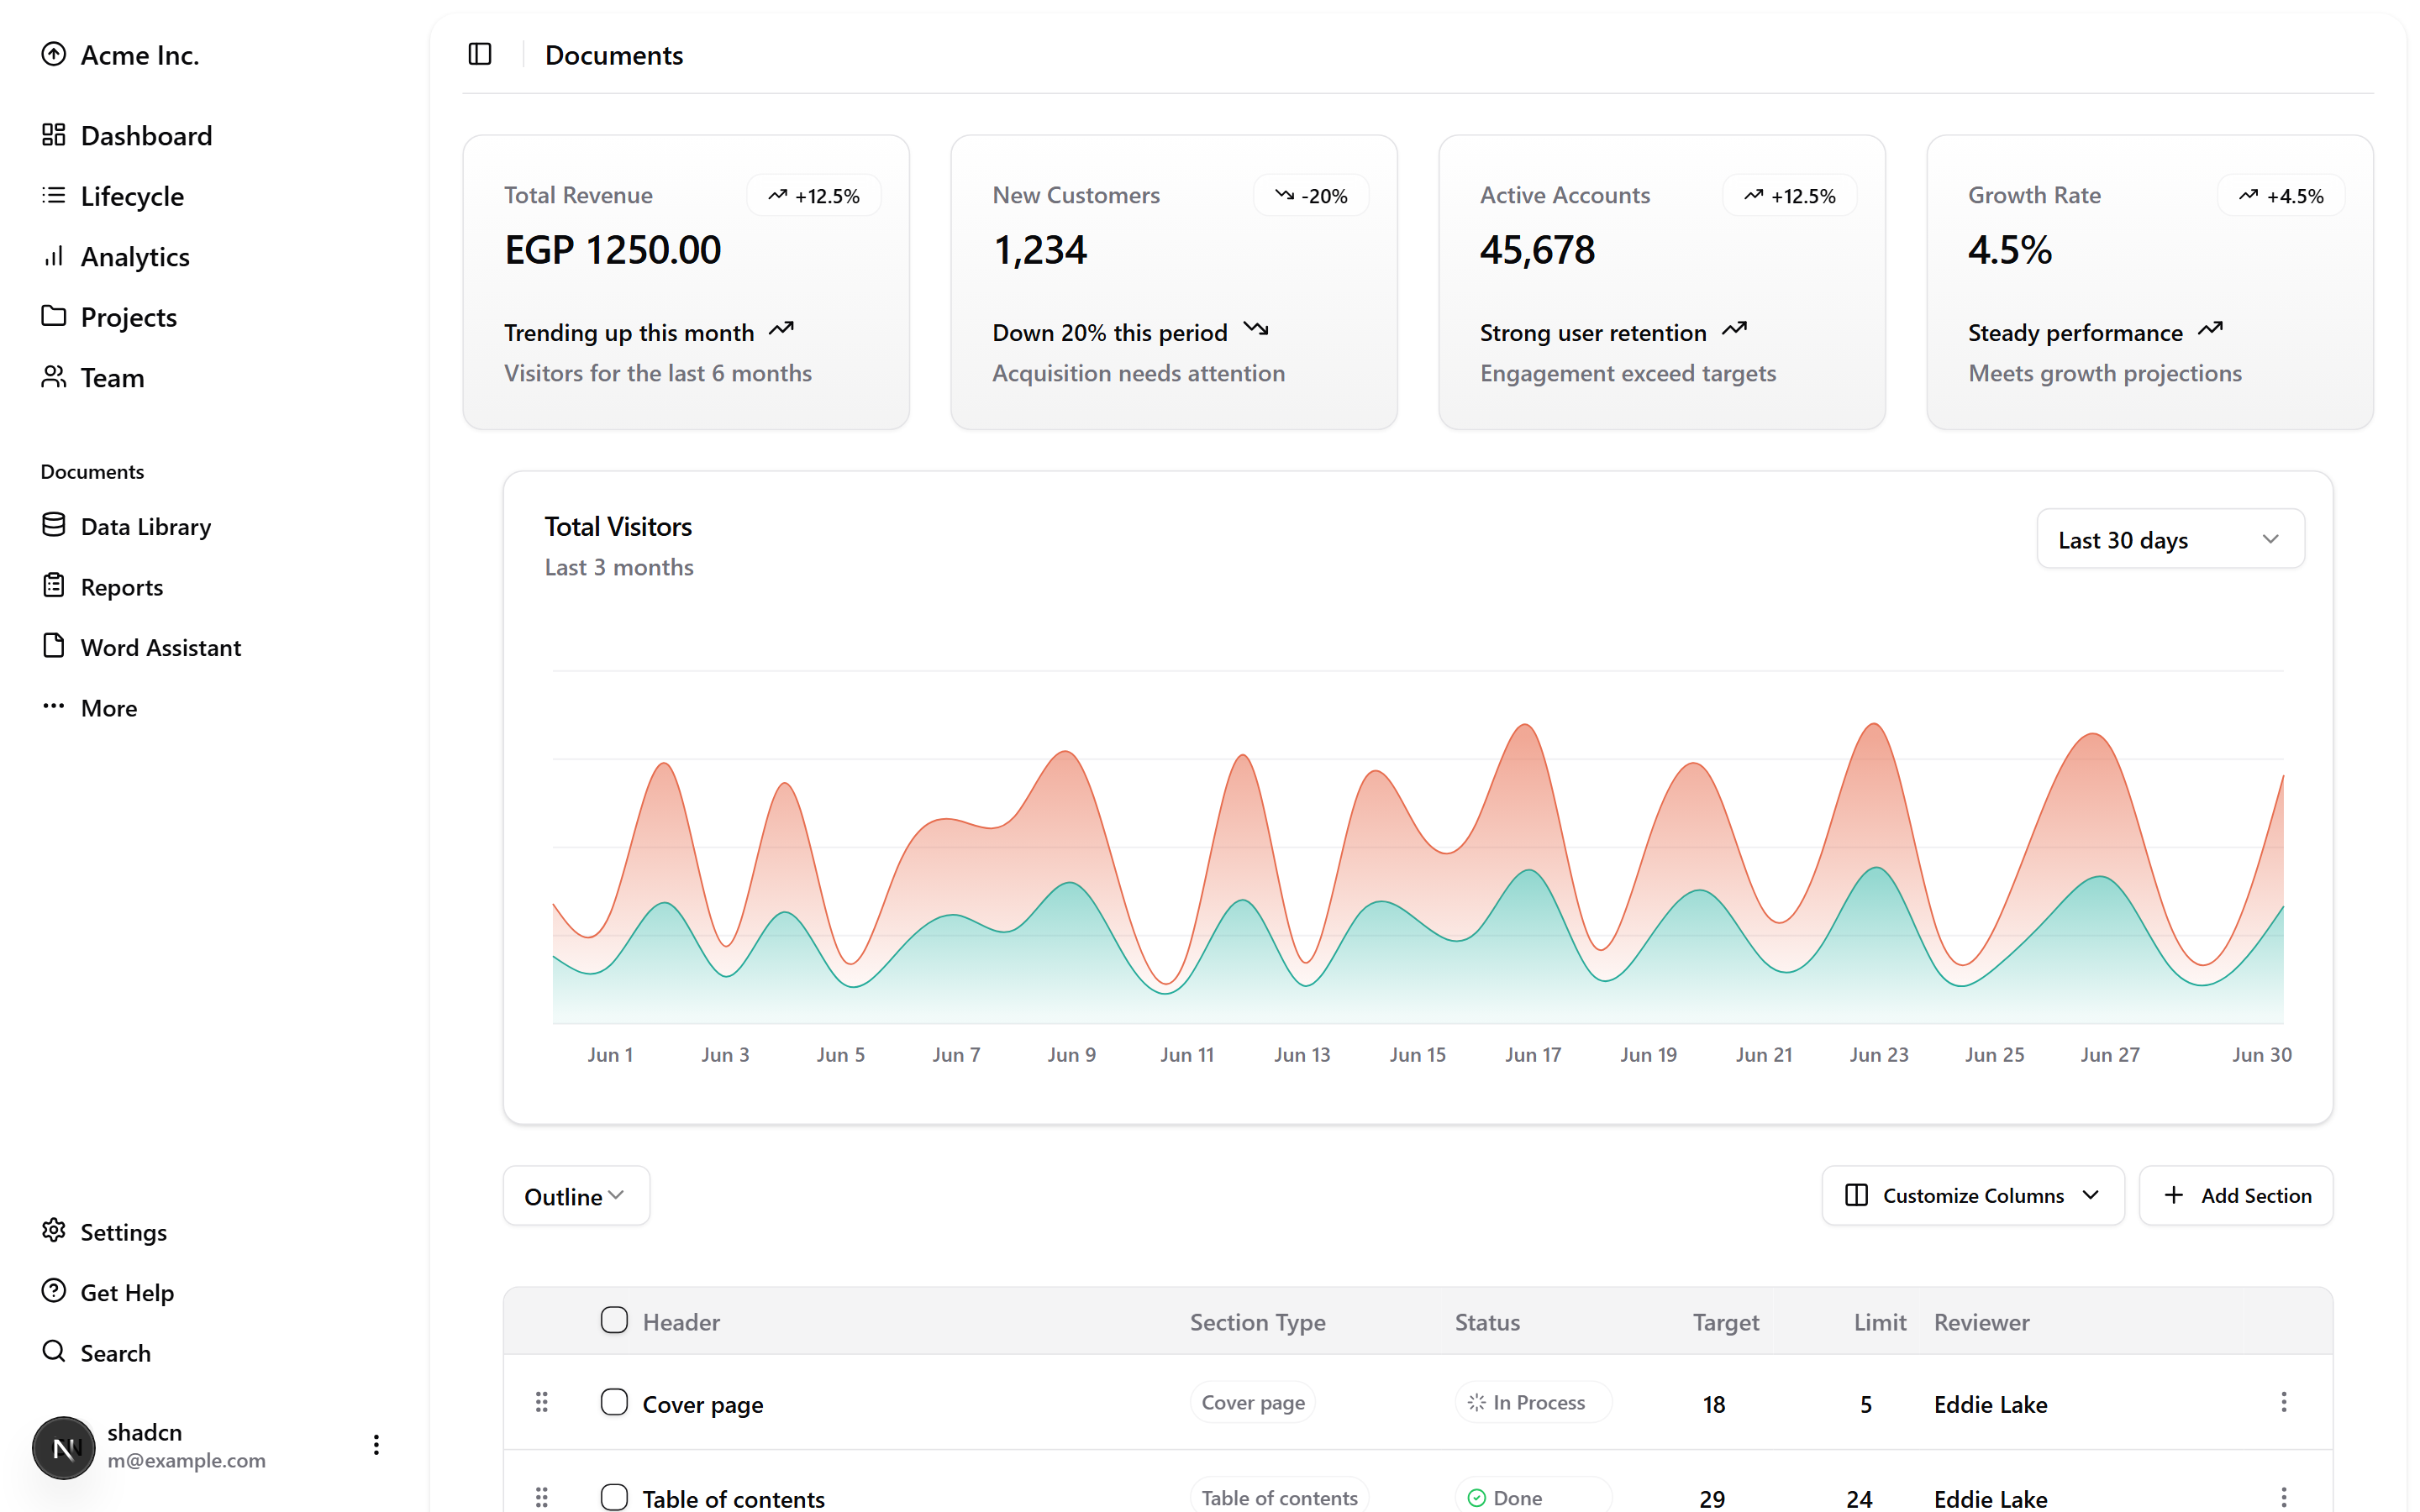 Acme Inc.
Dashboard
Lifecycle
Analytics
Projects
Team
Documents
Data Library
Reports
Word Assistant
More
Settings
Get Help
Search
shadcn
m@example.com
Documents
Total Revenue
+12.5%
EGP 1250.00
Trending up this month
Visitors for the last 6 months
New Customers
-20%
1,234
Down 20% this period
Acquisition needs attention
Active Accounts
+12.5%
45,678
Strong user retention
Engagement exceed targets
Growth Rate
+4.5%
4.5%
Steady performance
Meets growth projections
Total Visitors
Last 3 months
Last 30 days
Jun 1 Jun 3 Jun 5 Jun 7 Jun 9 Jun 11 Jun 13 Jun 15 Jun 17 Jun 19 Jun 21 Jun 23 Jun 25 Jun 27 Jun 30
Outline
Customize Columns
Add Section
Header Section Type Status Target Limit Reviewer
Cover page Cover page In Process 18 5 Eddie Lake
Table of contents Table of contents Done 29 24 Eddie Lake